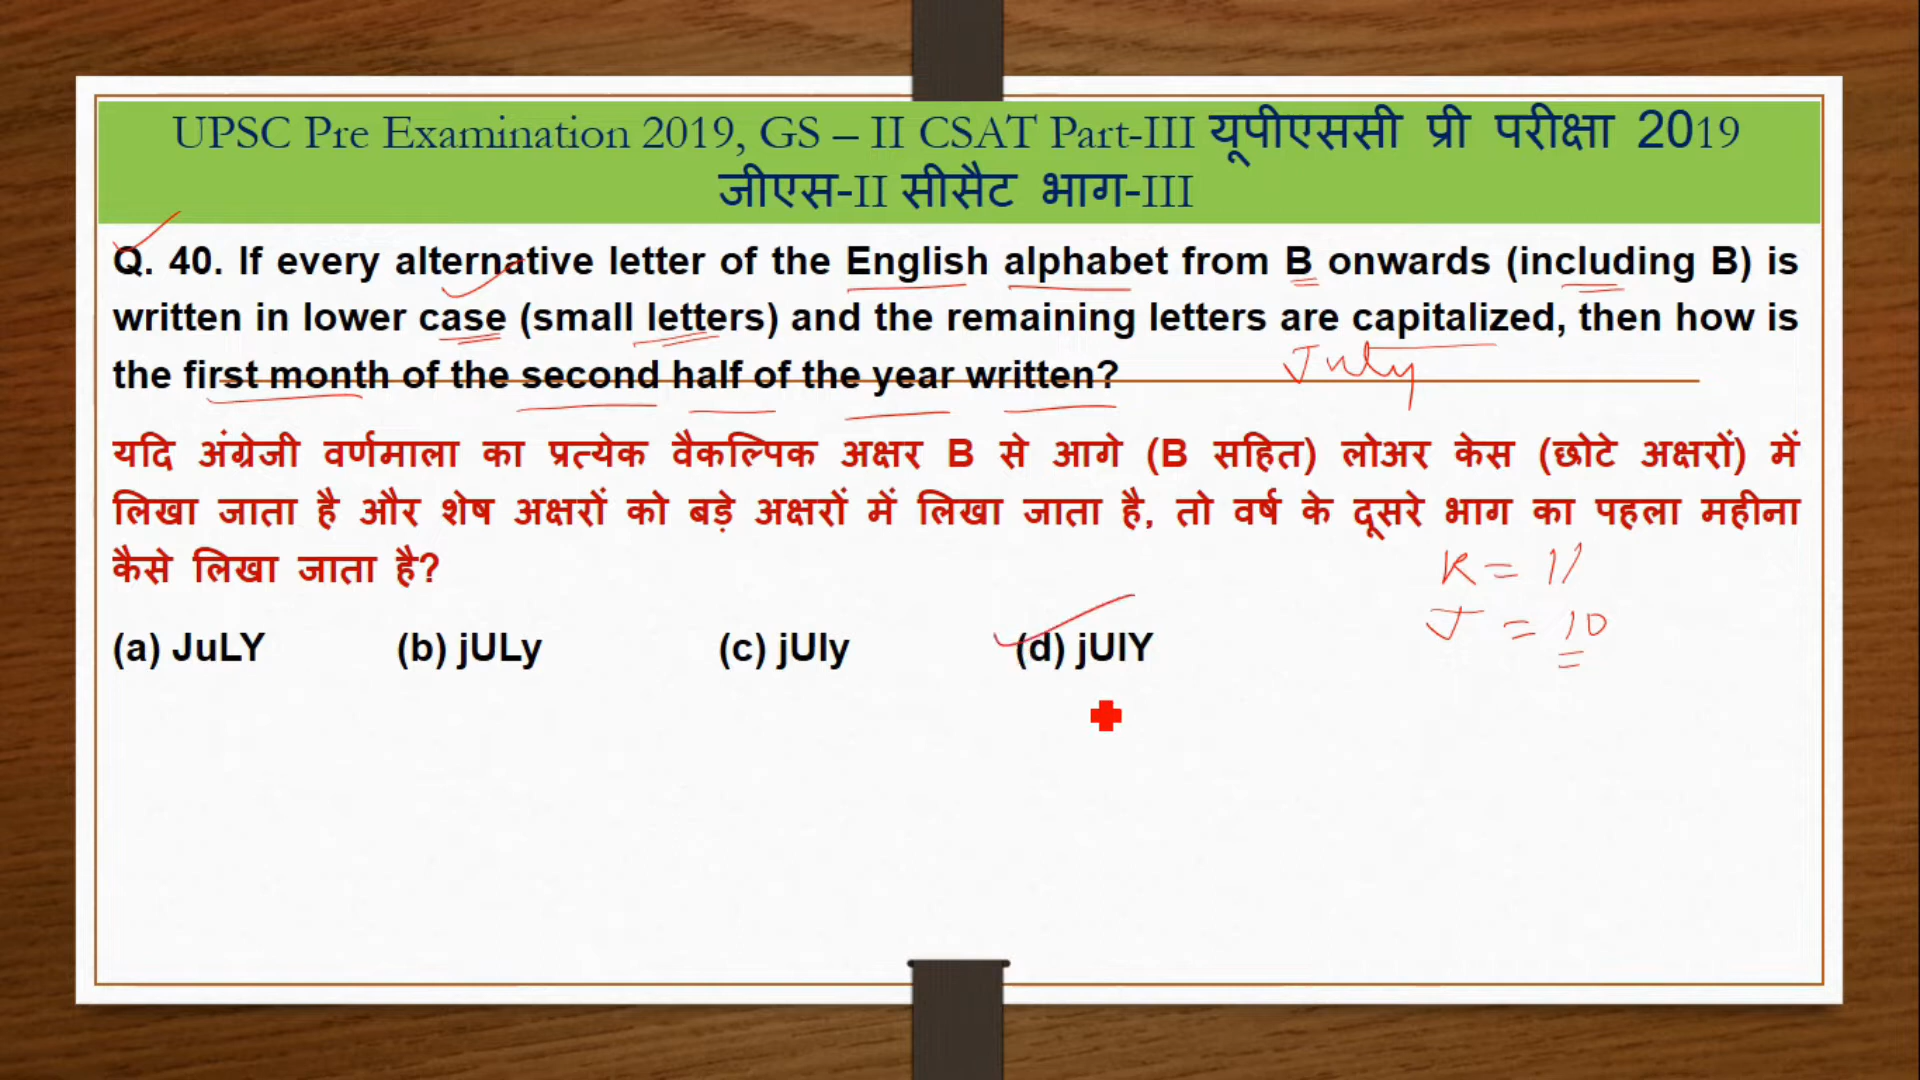 UPSC Pre Examination 2019, GS – II CSAT Part-III यूपीएससी प्री परीक्षा 2019
जीएस-II सीसैट भाग-III
Q. 40. If every alternative letter of the English alphabet from B onwards (including B) is
written in lower case (small letters) and the remaining letters are capitalized, then how is
the first month of the second half of the year written?
July
यदि अंग्रेजी वर्णमाला का प्रत्येक वैकल्पिक अक्षर B से आगे (B सहित) लोअर केस (छोटे अक्षरों) में
लिखा जाता है और शेष अक्षरों को बड़े अक्षरों में लिखा जाता है, तो वर्ष के दूसरे भाग का पहला महीना
कैसे लिखा जाता है?
K = 11
J = 10
(a) JuLY (b) jULy (c) jUly (d) jUlY